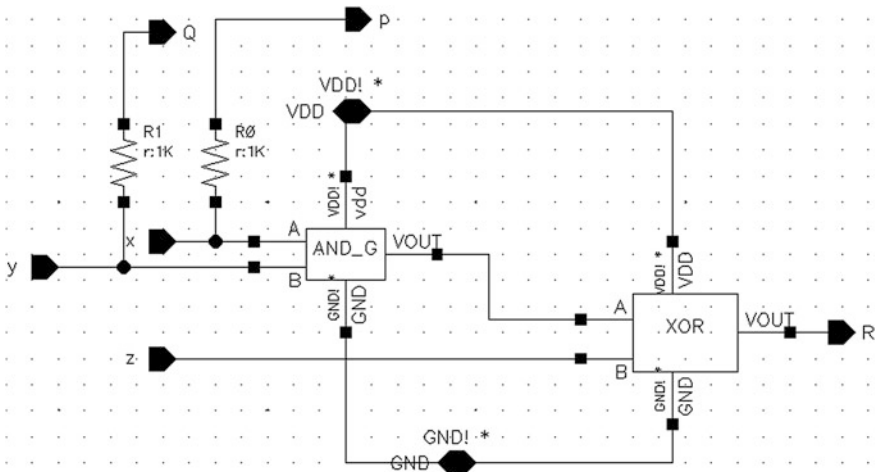 Q
p
VDD! *
VDD
R1
r:1K
RØ
r:1K
VDD! *
vdd
x
A
AND_G
VOUT
y
B
GND! *
GND
VDD! *
VDD
A
XOR
VOUT
R
z
B
GND! *
GND
GND! *
GND